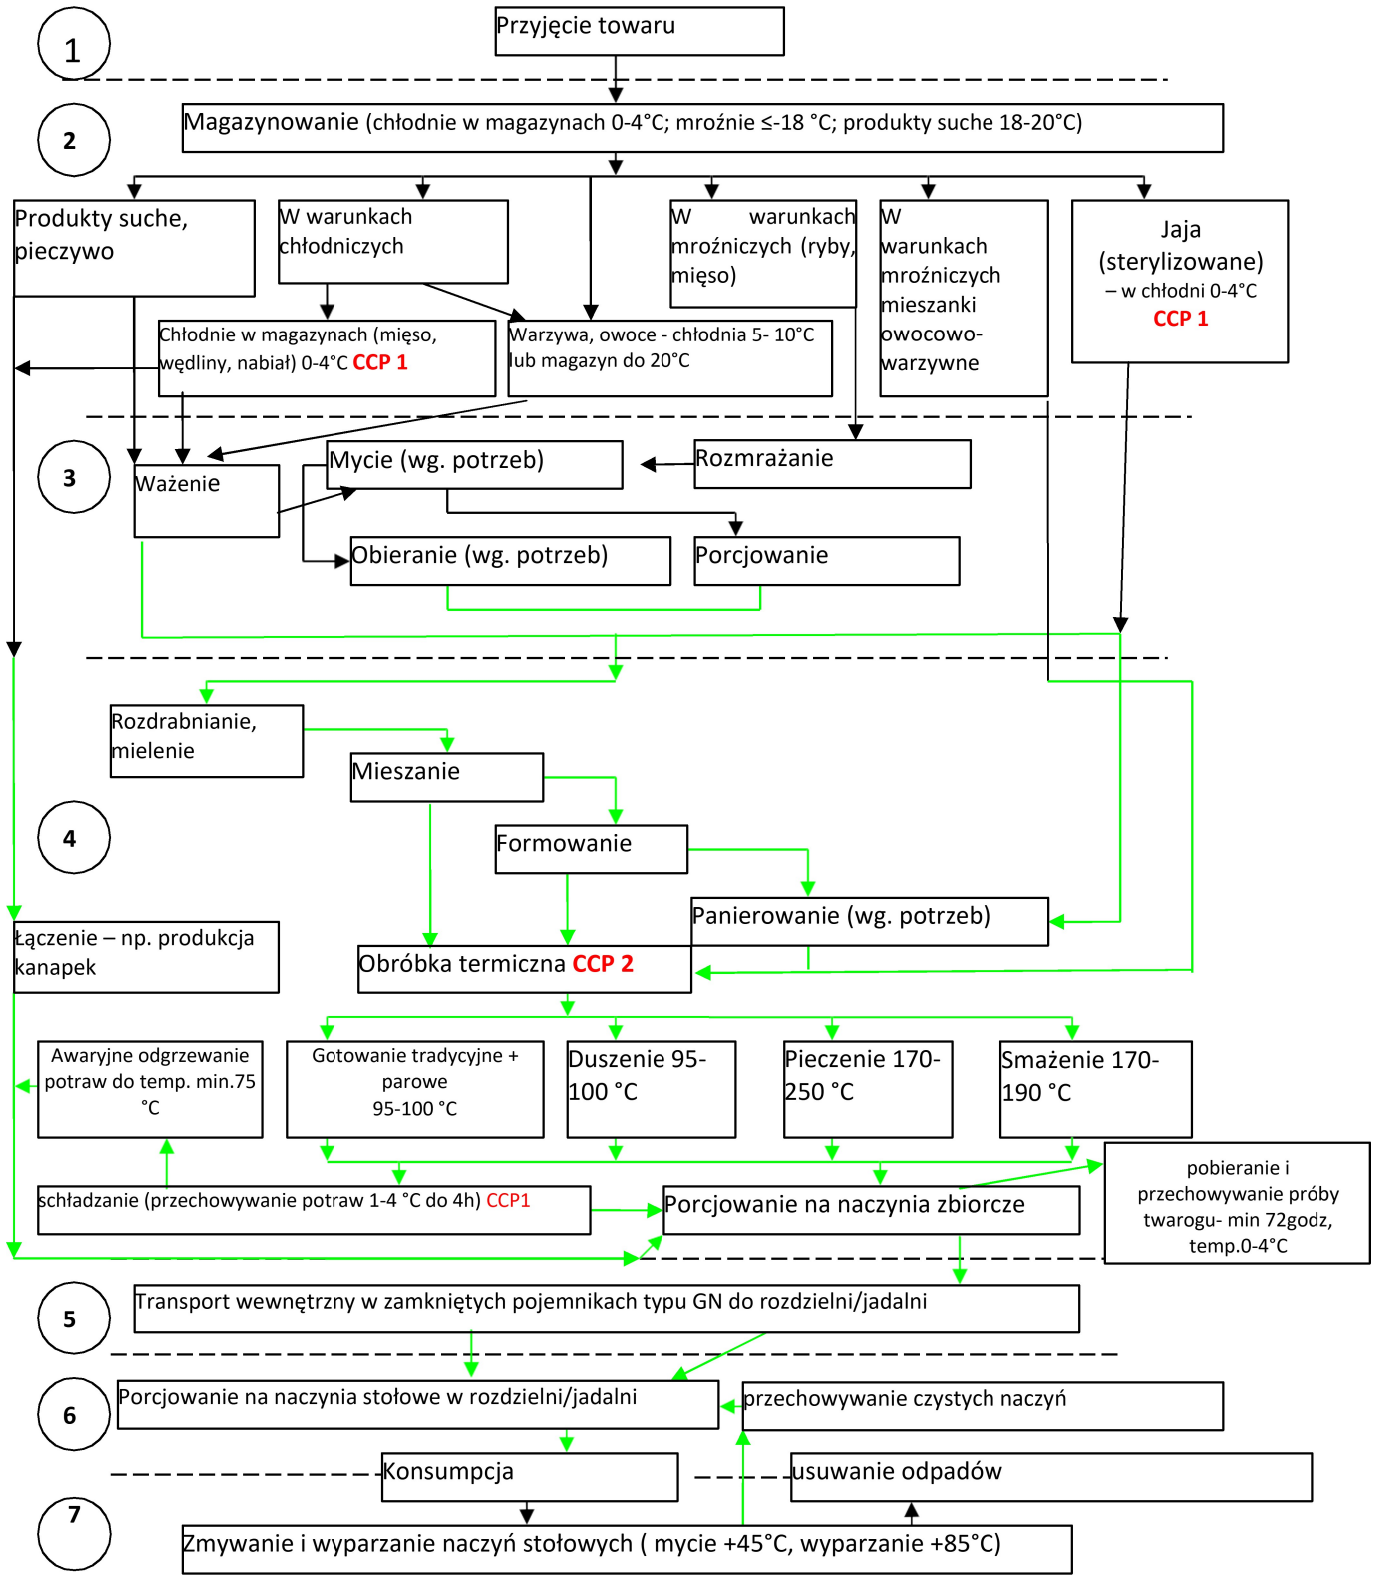 1
Przyjęcie towaru
2
Magazynowanie (chłodnie w magazynach 0-4°C; mroźnie ≤-18 °C; produkty suche 18-20°C)
Produkty suche,
pieczywo
W warunkach
chłodniczych
W warunkach
mroźniczych (ryby,
mięso)
W
warunkach
mroźniczych
mieszanki
owocowo-
warzywne
Jaja
(sterylizowane)
– w chłodni 0-4°C
CCP 1
Chłodnie w magazynach (mięso,
wędliny, nabiał) 0-4°C CCP 1
Warzywa, owoce - chłodnia 5- 10°C
lub magazyn do 20°C
3
Ważenie
Mycie (wg. potrzeb)
Rozmrażanie
Obieranie (wg. potrzeb)
Porcjowanie
Rozdrabnianie,
mielenie
Mieszanie
4
Formowanie
Panierowanie (wg. potrzeb)
Łączenie – np. produkcja
kanapek
Obróbka termiczna CCP 2
Awaryjne odgrzewanie
potraw do temp. min.75
°C
Gotowanie tradycyjne +
parowe
95-100 °C
Duszenie 95-
100 °C
Pieczenie 170-
250 °C
Smażenie 170-
190 °C
schładzanie (przechowywanie potraw 1-4 °C do 4h) CCP1
Porcjowanie na naczynia zbiorcze
pobieranie i
przechowywanie próby
twarogu- min 72godz,
temp.0-4°C
5
Transport wewnętrzny w zamkniętych pojemnikach typu GN do rozdzielni/jadalni
6
Porcjowanie na naczynia stołowe w rozdzielni/jadalni
przechowywanie czystych naczyń
Konsumpcja
usuwanie odpadów
7
Zmywanie i wyparzanie naczyń stołowych ( mycie +45°C, wyparzanie +85°C)